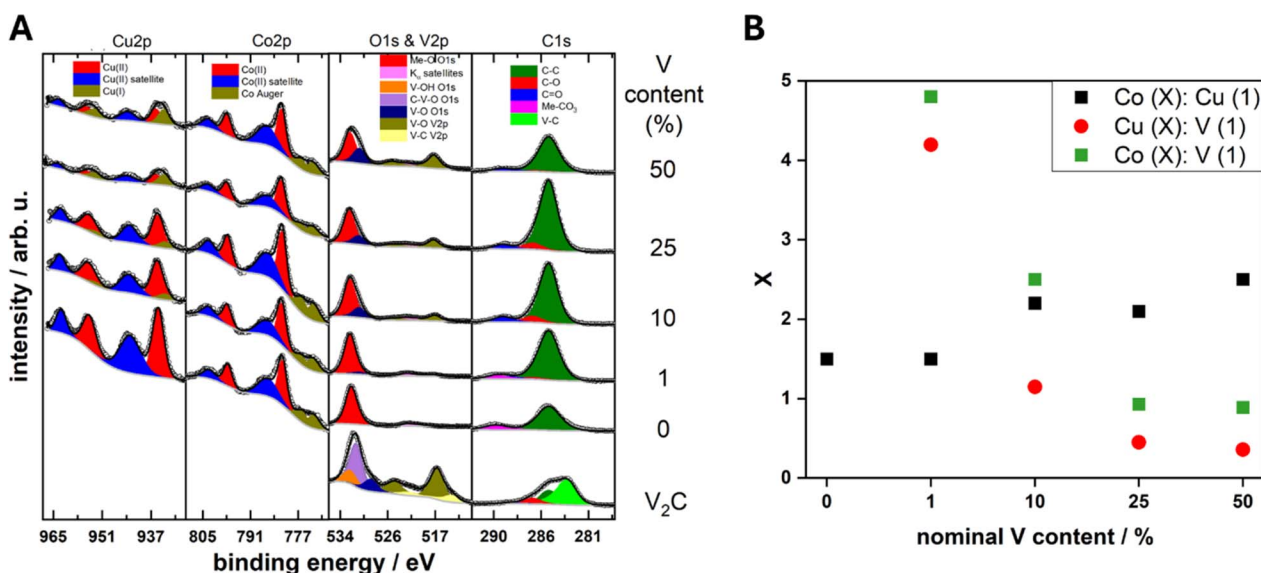 A
B
Cu2p
Co2p
O1s & V2p
C1s
V
content
(%)
Cu(II)
Cu(II) satellite
Cu(I)
Co(II)
Co(II) satellite
Co Auger
Me-O O1s
Kα satellites
V-OH O1s
C-V-O O1s
V-O O1s
V-O V2p
V-C V2p
C-C
C-O
C=O
Me-CO3
V-C
50
25
10
1
0
V2C
intensity / arb. u.
965 951 937 805 791 777 534 526 517 290 286 281
binding energy / eV
Co (X): Cu (1)
Cu (X): V (1)
Co (X): V (1)
5
4
3
2
1
0
X
0 1 10 25 50
nominal V content / %